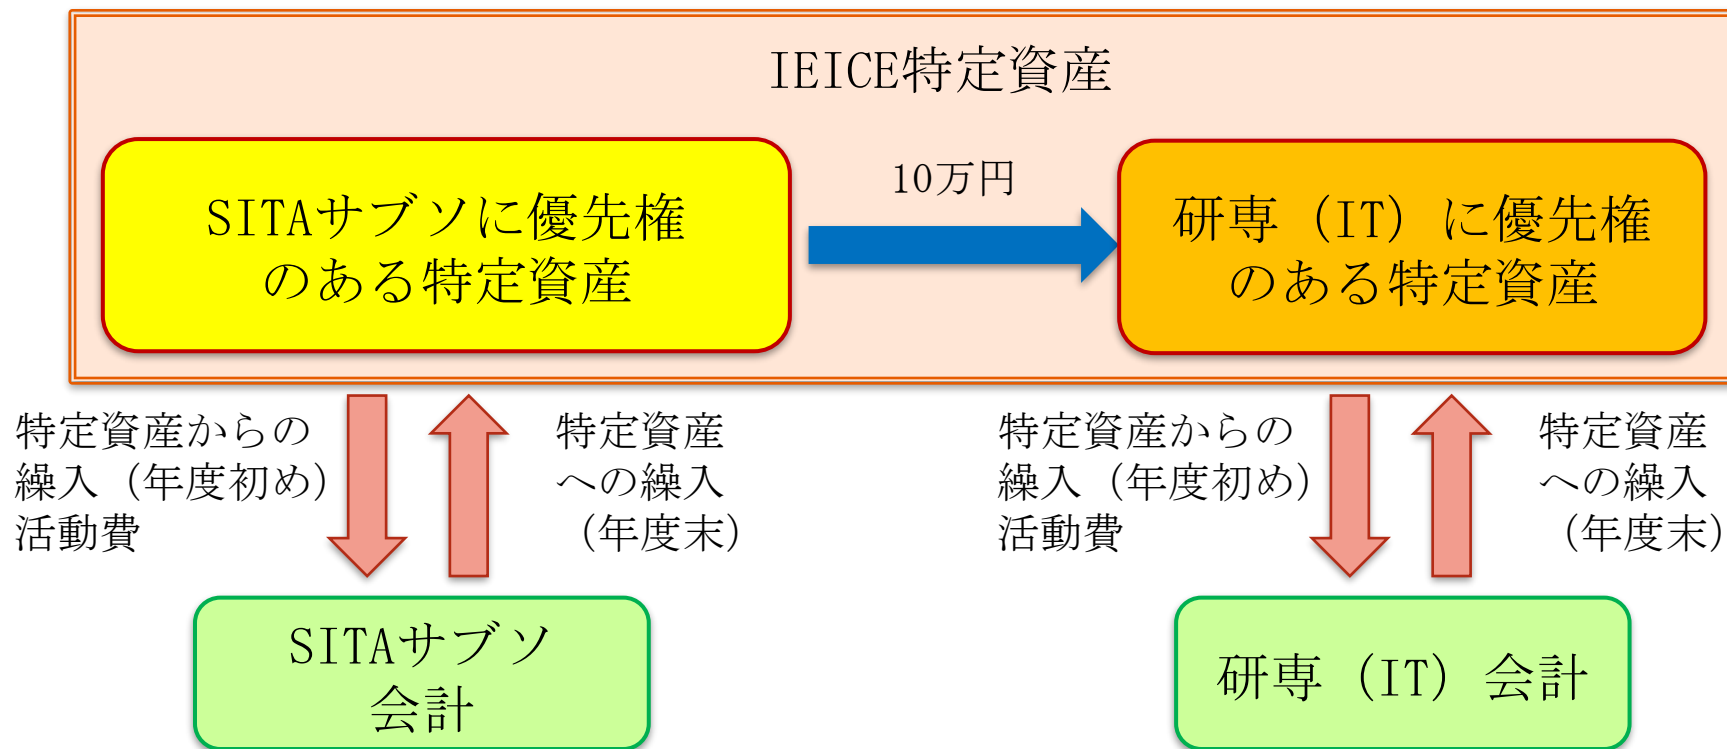 IEICE特定資産
SITAサブソに優先権
のある特定資産
10万円
研専（IT）に優先権
のある特定資産
特定資産からの
繰入（年度初め）
活動費
特定資産
への繰入
（年度末）
特定資産からの
繰入（年度初め）
活動費
特定資産
への繰入
（年度末）
SITAサブソ
会計
研専（IT）会計